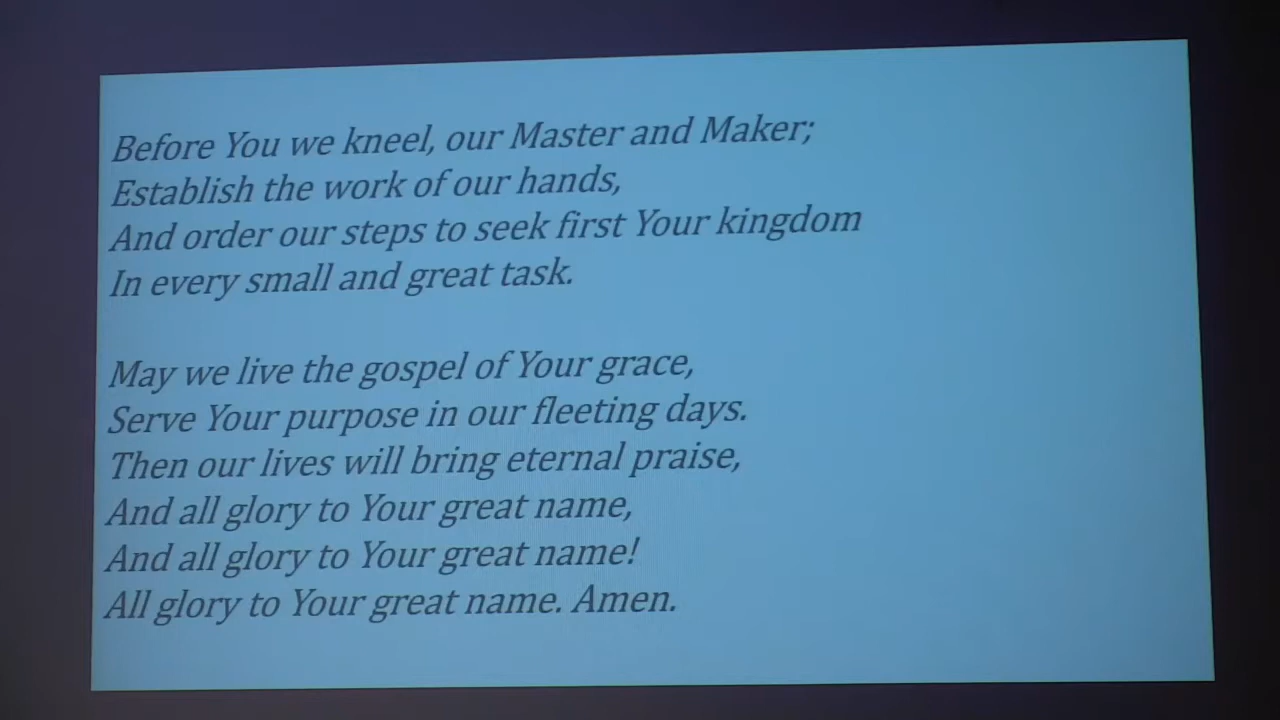 Before You we kneel, our Master and Maker;
Establish the work of our hands,
And order our steps to seek first Your kingdom
In every small and great task.
May we live the gospel of Your grace,
Serve Your purpose in our fleeting days.
Then our lives will bring eternal praise,
And all glory to Your great name,
And all glory to Your great name!
All glory to Your great name. Amen.